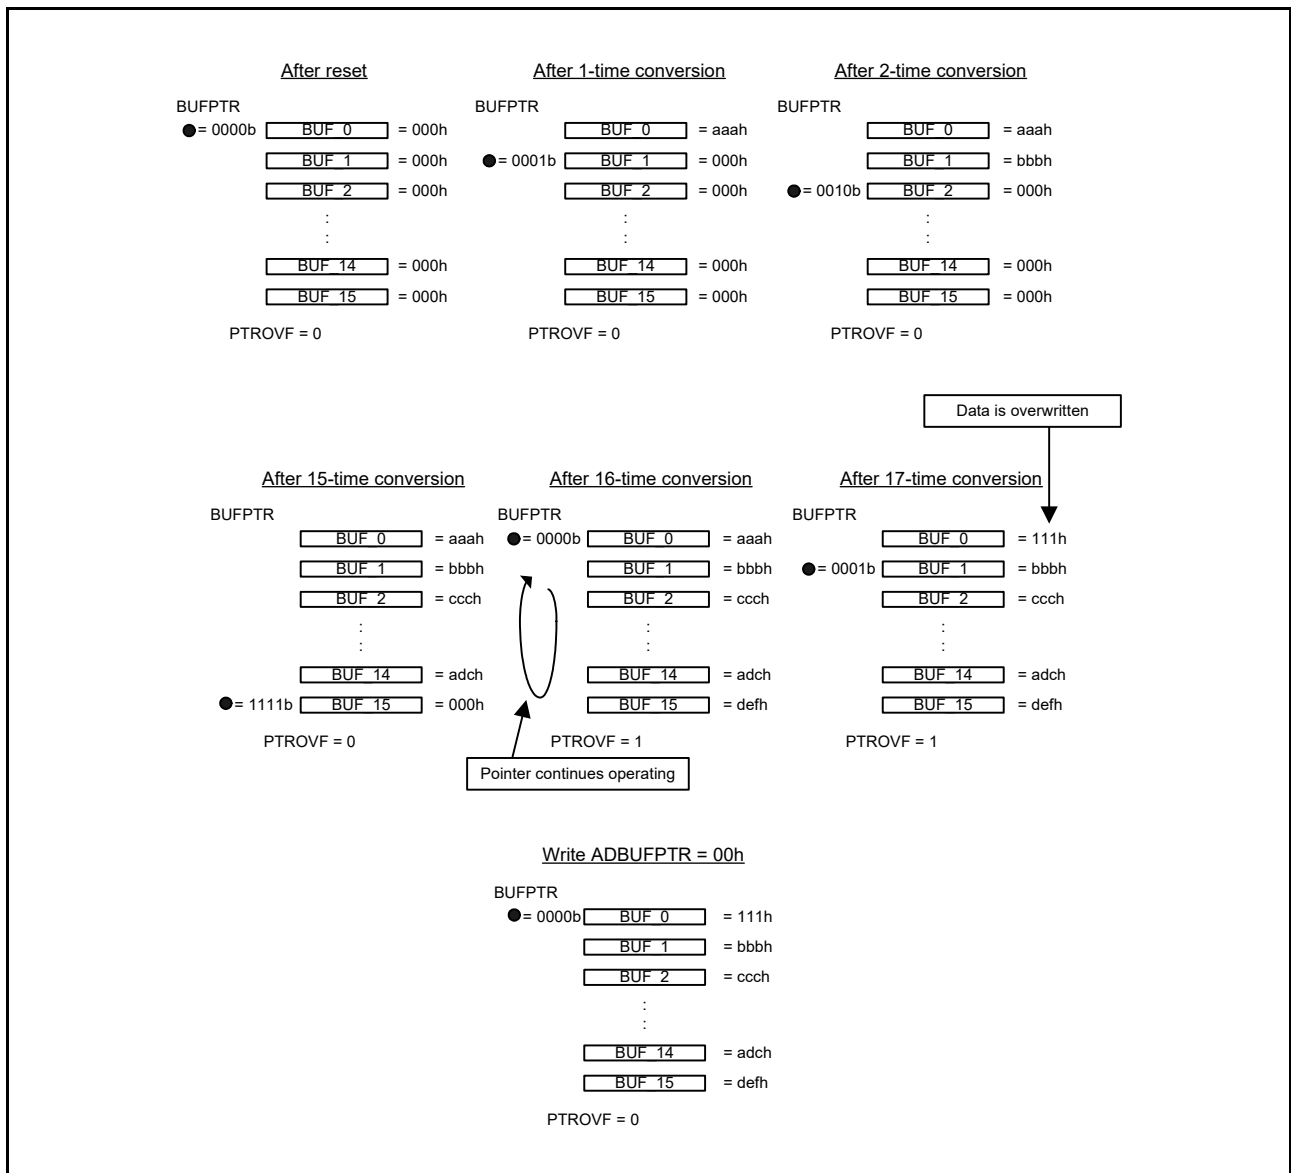 After reset
BUFPTR
= 0000b BUF_0 = 000h
BUF_1 = 000h
BUF_2 = 000h
:
:
BUF_14 = 000h
BUF_15 = 000h
PTROVF = 0
After 1-time conversion
BUFPTR
BUF_0 = aaah
= 0001b BUF_1 = 000h
BUF_2 = 000h
:
:
BUF_14 = 000h
BUF_15 = 000h
PTROVF = 0
After 2-time conversion
BUFPTR
BUF_0 = aaah
BUF_1 = bbbh
= 0010b BUF_2 = 000h
:
:
BUF_14 = 000h
BUF_15 = 000h
PTROVF = 0
After 15-time conversion
BUFPTR
BUF_0 = aaah
BUF_1 = bbbh
BUF_2 = ccch
:
:
BUF_14 = adch
= 1111b BUF_15 = 000h
PTROVF = 0
After 16-time conversion
BUFPTR
= 0000b BUF_0 = aaah
BUF_1 = bbbh
BUF_2 = ccch
:
:
BUF_14 = adch
BUF_15 = defh
PTROVF = 1
Pointer continues operating
Data is overwritten
After 17-time conversion
BUFPTR
BUF_0 = 111h
= 0001b BUF_1 = bbbh
BUF_2 = ccch
:
:
BUF_14 = adch
BUF_15 = defh
PTROVF = 1
Write ADBUFPTR = 00h
BUFPTR
= 0000b BUF_0 = 111h
BUF_1 = bbbh
BUF_2 = ccch
:
:
BUF_14 = adch
BUF_15 = defh
PTROVF = 0